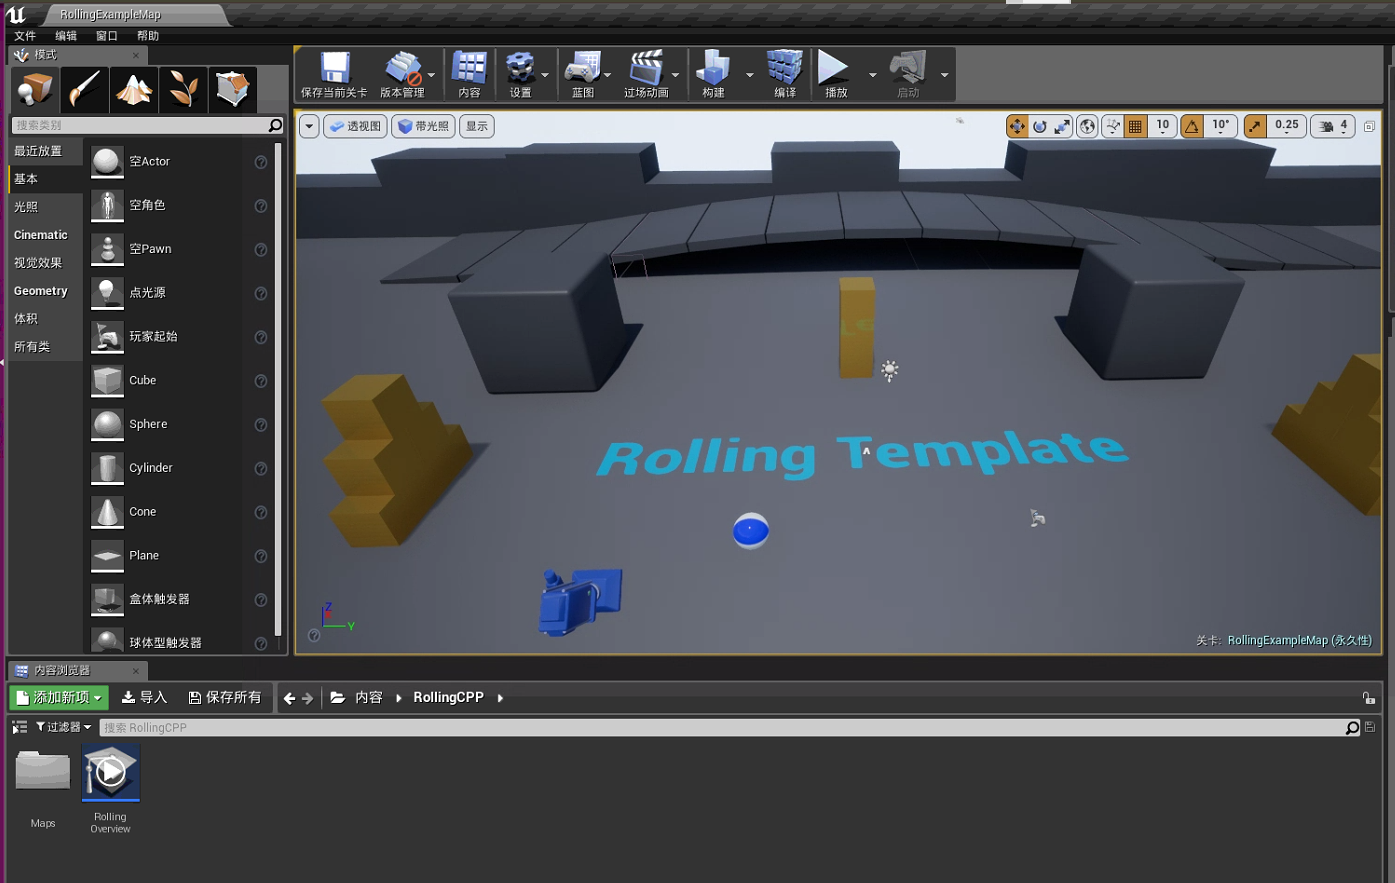 RollingExampleMap
文件 编辑 窗口 帮助
模式
搜索类别
最近放置
基本
光照
Cinematic
视觉效果
Geometry
体积
所有类
空Actor
空角色
空Pawn
点光源
玩家起始
Cube
Sphere
Cylinder
Cone
Plane
盒体触发器
球体型触发器
保存当前关卡 版本管理 内容 设置 蓝图 过场动画 构建 编译 播放 启动
透视图 带光照 显示 10 10° 0.25 4
Rolling Template
Z
Y
关卡: RollingExampleMap (永久性)
内容浏览器
添加新项 导入 保存所有 内容 RollingCPP
过滤器 搜索 RollingCPP
Maps
Rolling
Overview